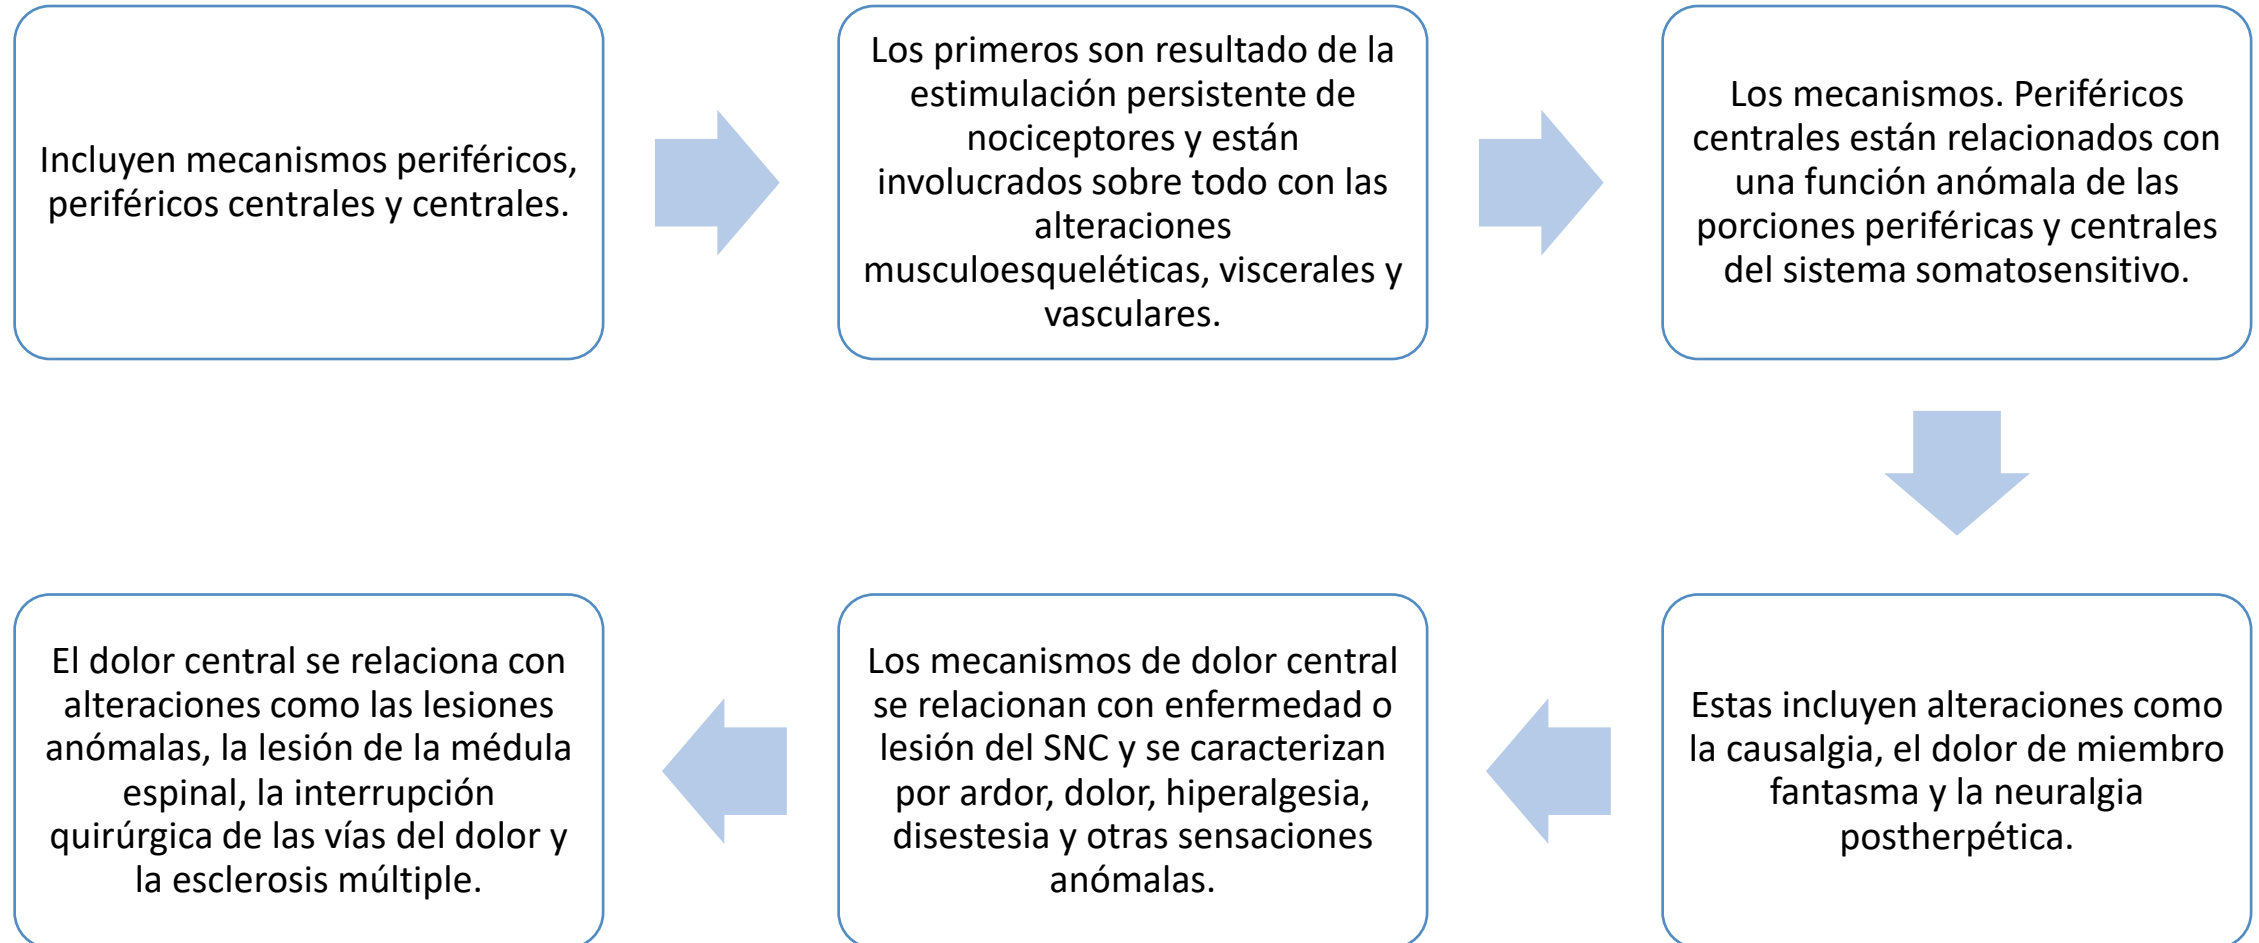 Incluyen mecanismos periféricos,
periféricos centrales y centrales.
Los primeros son resultado de la
estimulación persistente de
nociceptores y están
involucrados sobre todo con las
alteraciones
musculoesqueléticas, viscerales y
vasculares.
Los mecanismos. Periféricos
centrales están relacionados con
una función anómala de las
porciones periféricas y centrales
del sistema somatosensitivo.
Estas incluyen alteraciones como
la causalgia, el dolor de miembro
fantasma y la neuralgia
postherpética.
Los mecanismos de dolor central
se relacionan con enfermedad o
lesión del SNC y se caracterizan
por ardor, dolor, hiperalgesia,
disestesia y otras sensaciones
anómalas.
El dolor central se relaciona con
alteraciones como las lesiones
anómalas, la lesión de la médula
espinal, la interrupción
quirúrgica de las vías del dolor y
la esclerosis múltiple.